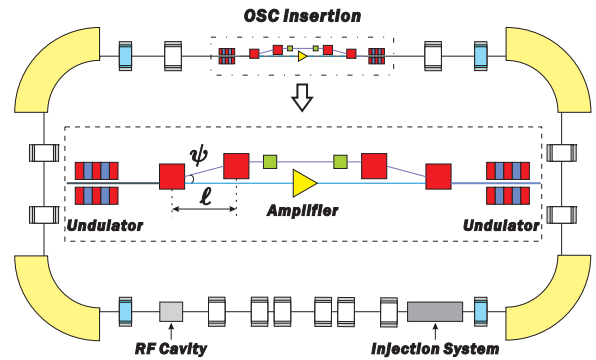 OSC Insertion
ψ
ℓ
Amplifier
Undulator
Undulator
RF Cavity
Injection System